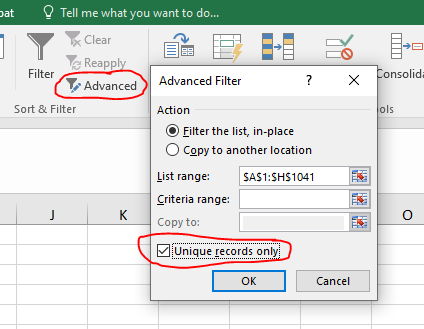 pat
Tell me what you want to do...
Filter
Clear
Reapply
Advanced
Sort & Filter
Consolida
ols
Advanced Filter
?
Action
Filter the list, in-place
Copy to another location
List range: $A$1:$H$1041
Criteria range:
Copy to:
Unique records only
OK Cancel
J K O